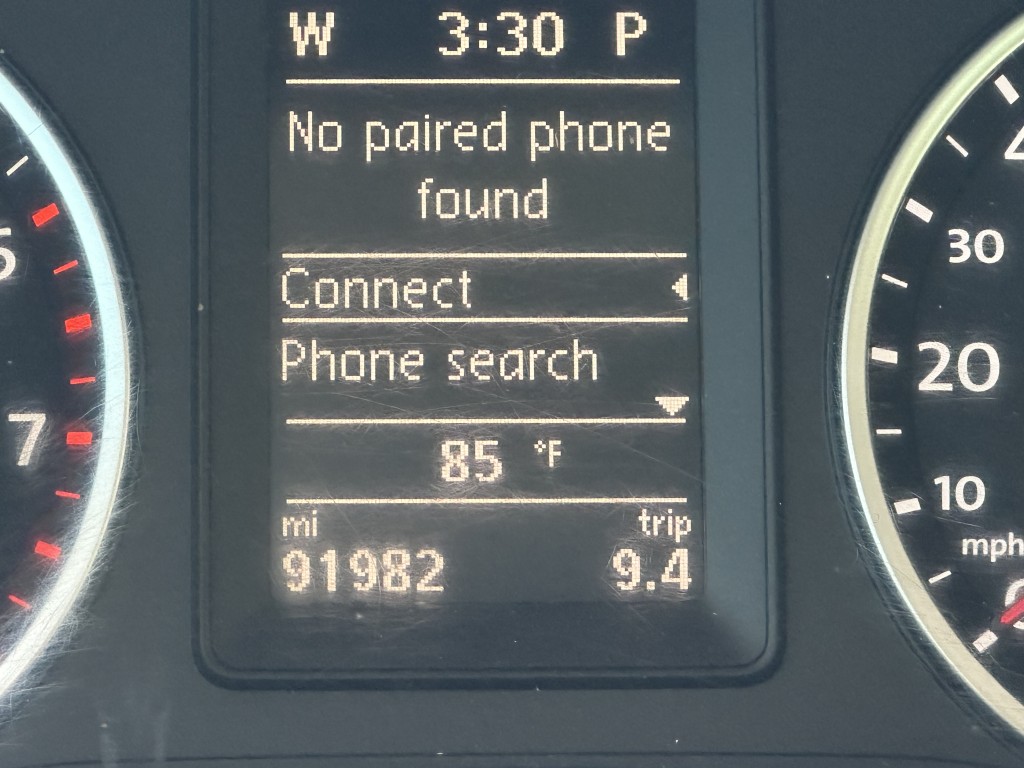 W 3:30 P
No paired phone
found
Connect
Phone search
85 °F
mi trip
91982 9.4
7
30
20
10
mph